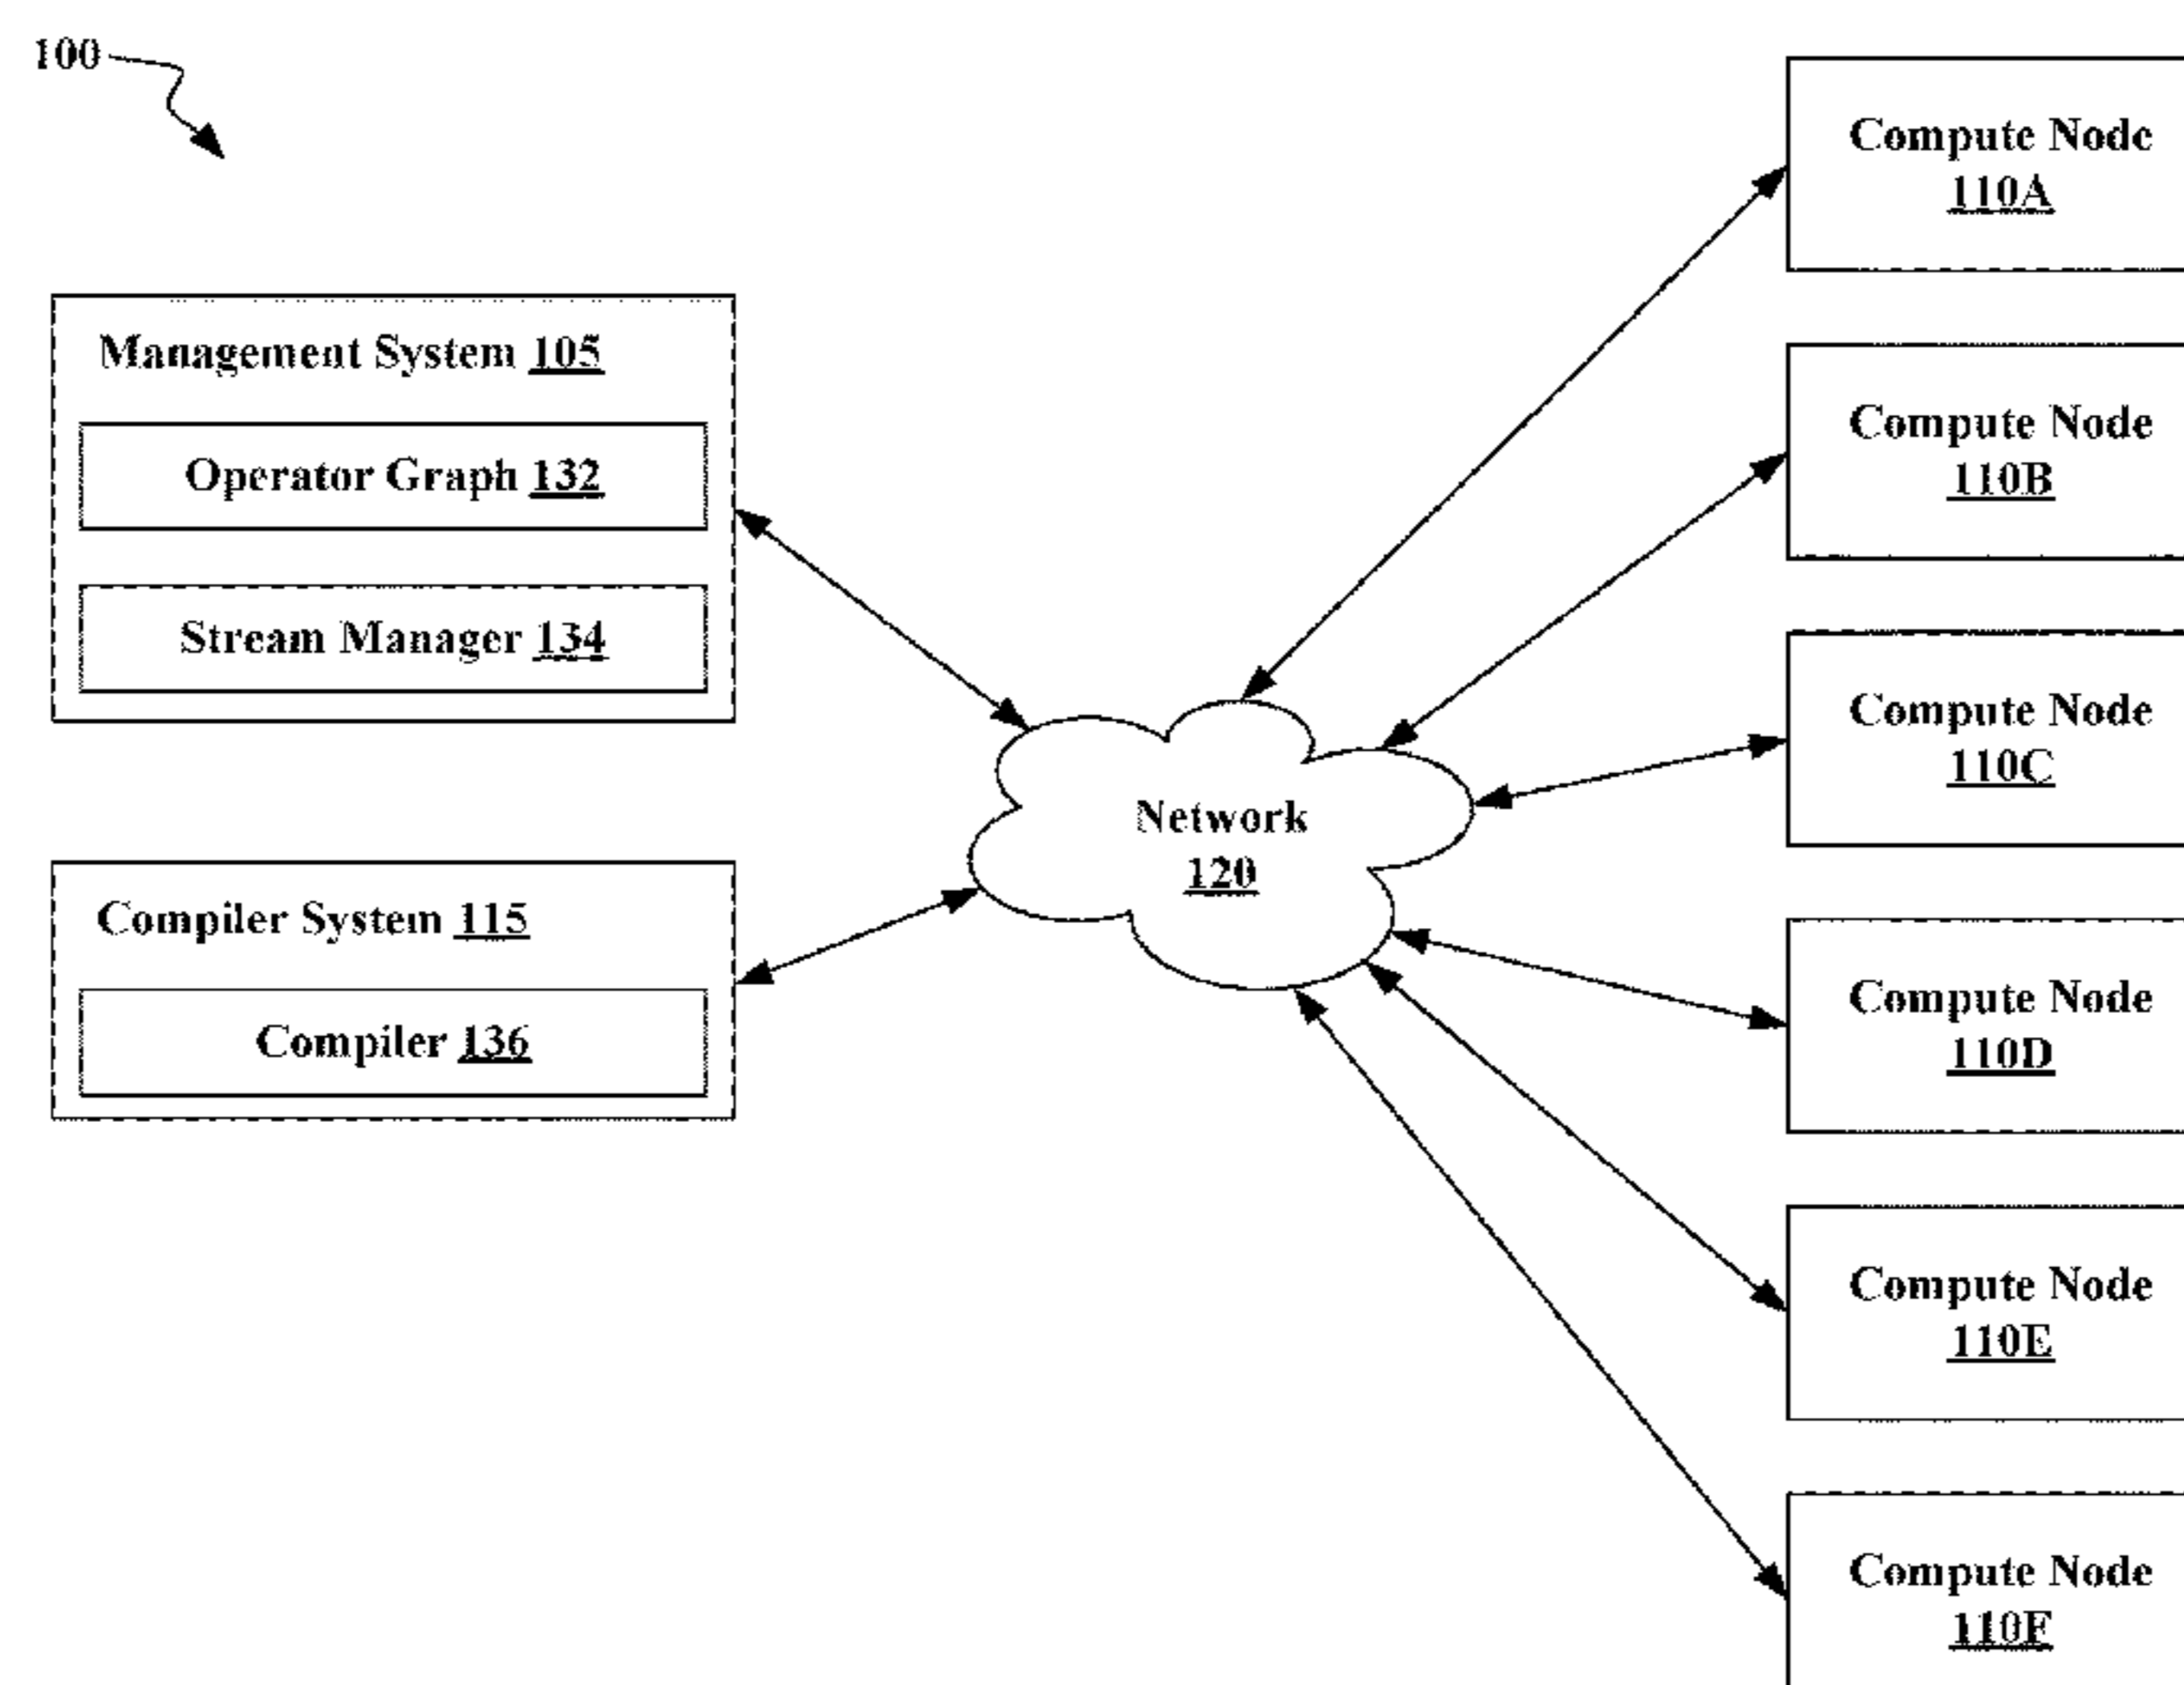 100
Management System 105
Operator Graph 132
Stream Manager 134
Compiler System 115
Compiler 136
Network
120
Compute Node
110A
Compute Node
110B
Compute Node
110C
Compute Node
110D
Compute Node
110E
Compute Node
110F